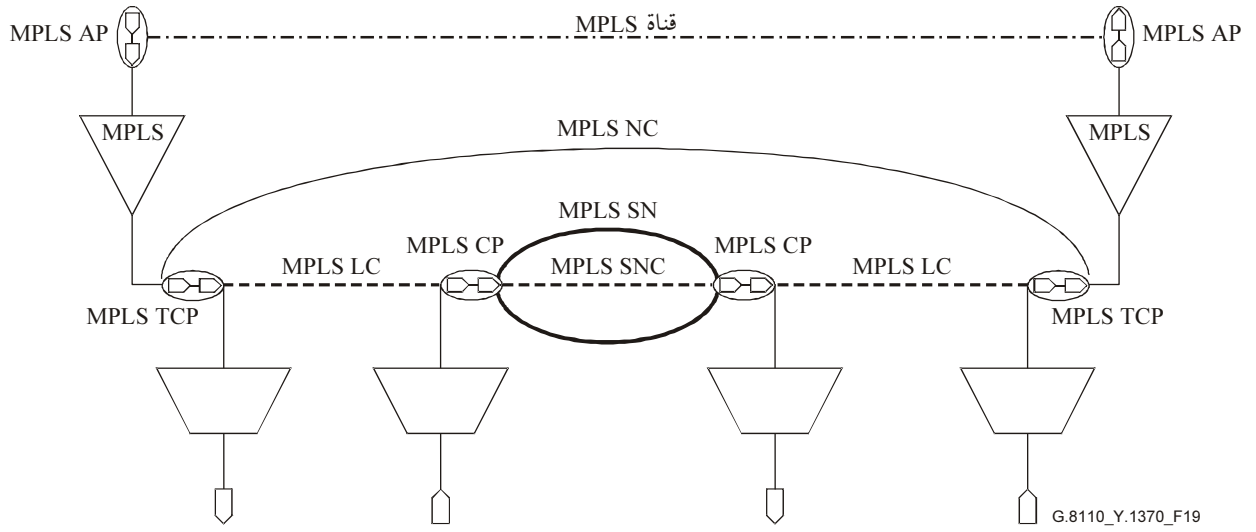 MPLS AP
قناة MPLS
MPLS AP
MPLS
MPLS
MPLS NC
MPLS SN
MPLS CP
MPLS CP
MPLS LC
MPLS SNC
MPLS LC
MPLS TCP
MPLS TCP
G.8110_Y.1370_F19